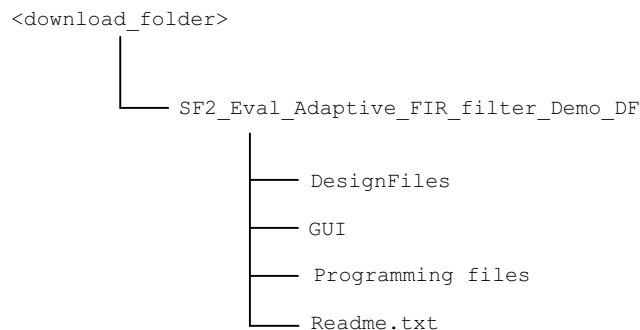 <download_folder>
SF2_Eval_Adaptive_FIR_filter_Demo_DF
DesignFiles
GUI
Programming files
Readme.txt